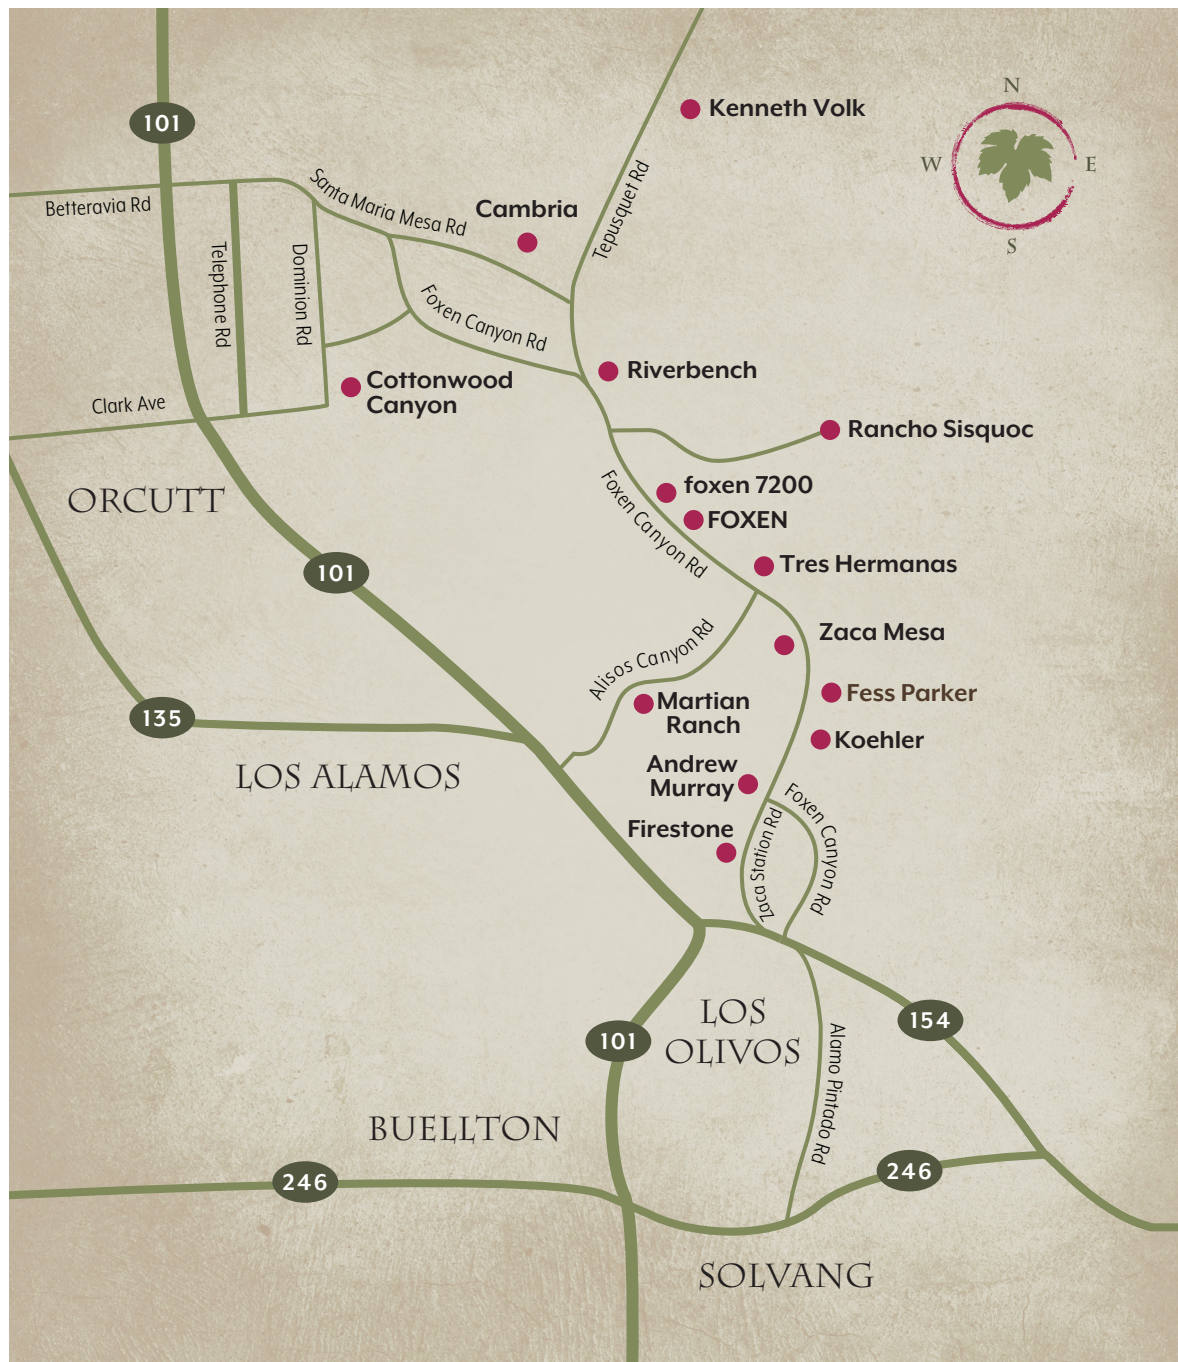 N
Kenneth Volk
101
W
E
Tepusquet Rd
Santa Maria Mesa Rd
Betteravia Rd
Cambria
S
Telephone Rd
Dominion Rd
Foxen Canyon Rd
Riverbench
Cottonwood
Canyon
Clark Ave
Rancho Sisquoc
ORCUTT
foxen 7200
FOXEN
Foxen Canyon Rd
Tres Hermanas
101
Zaca Mesa
Alisos Canyon Rd
Fess Parker
Martian
Ranch
135
Koehler
LOS ALAMOS
Andrew
Murray
Foxen Canyon Rd
Firestone
Zaca Station Rd
LOS
OLIVOS
154
101
Alamo Pintado Rd
BUELLTON
246
246
SOLVANG